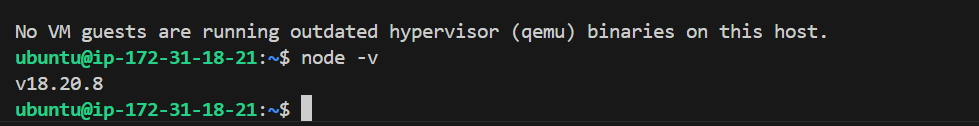 No VM guests are running outdated hypervisor (qemu) binaries on this host.
ubuntu@ip-172-31-18-21:~$ node -v
v18.20.8
ubuntu@ip-172-31-18-21:~$